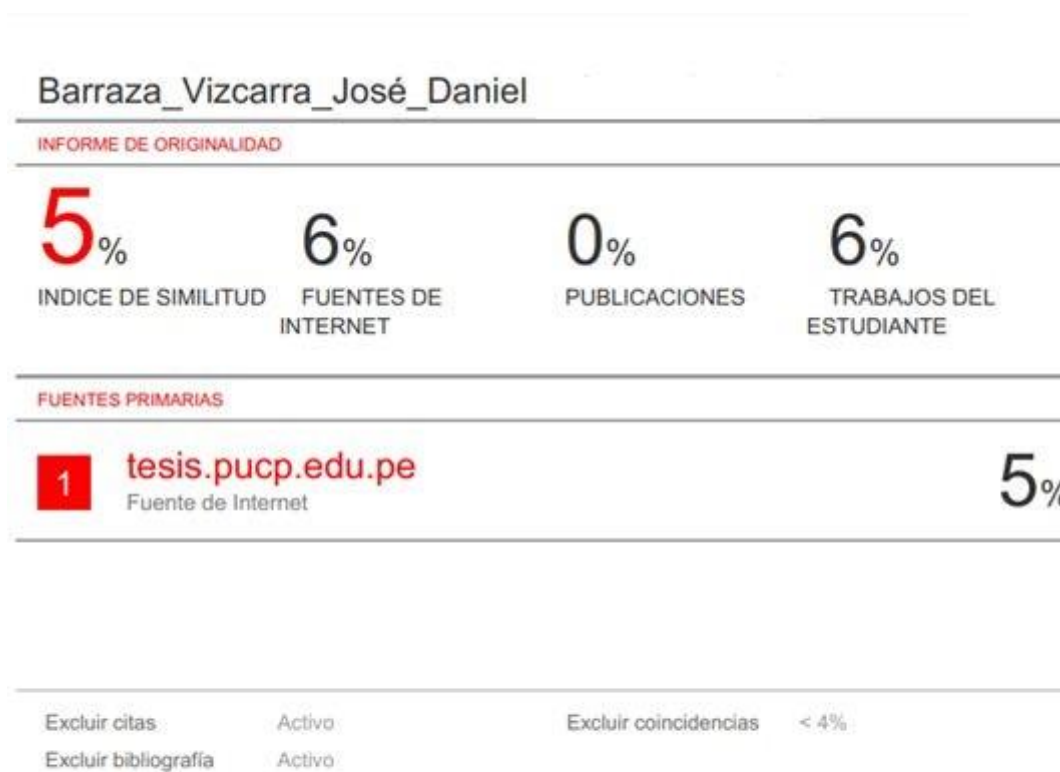 Barraza_Vizcarra_José_Daniel
INFORME DE ORIGINALIDAD
5% 6% 0% 6%
INDICE DE SIMILITUD FUENTES DE PUBLICACIONES TRABAJOS DEL
INTERNET ESTUDIANTE
FUENTES PRIMARIAS
1 tesis.pucp.edu.pe 5%
Fuente de Internet
Excluir citas Activo Excluir coincidencias < 4%
Excluir bibliografía Activo